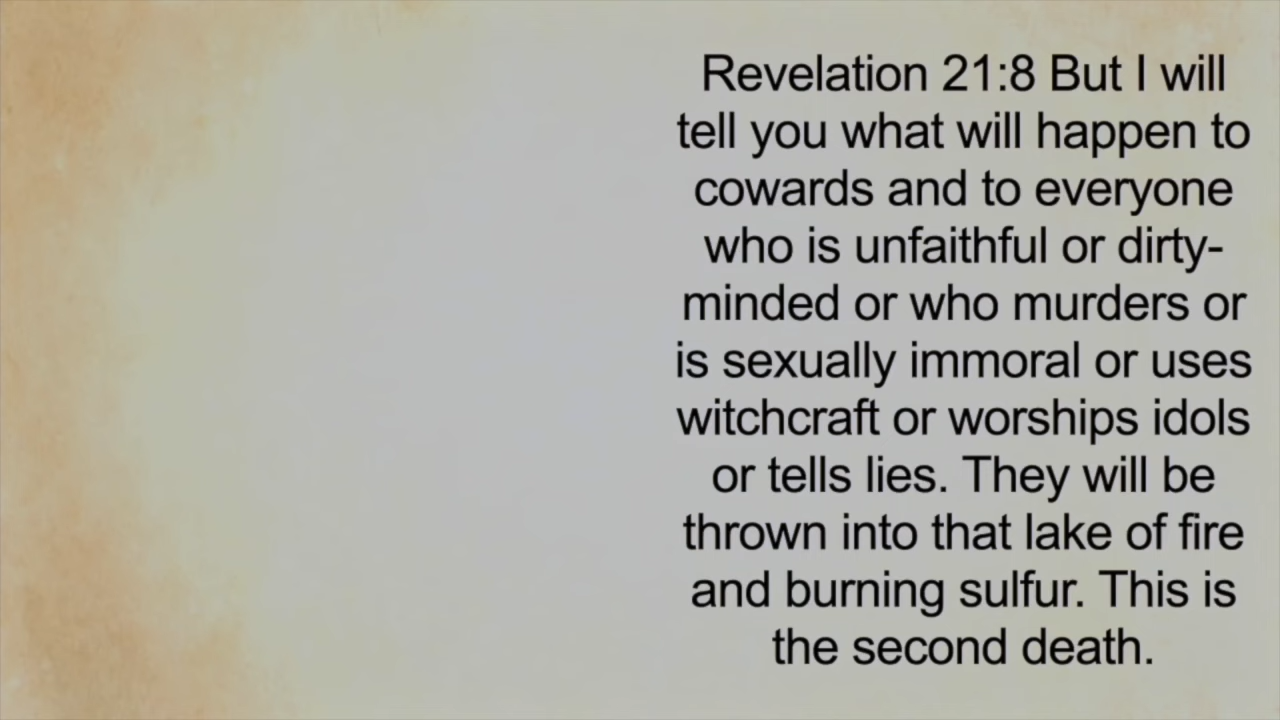 Revelation 21:8 But I will
tell you what will happen to
cowards and to everyone
who is unfaithful or dirty-
minded or who murders or
is sexually immoral or uses
witchcraft or worships idols
or tells lies. They will be
thrown into that lake of fire
and burning sulfur. This is
the second death.